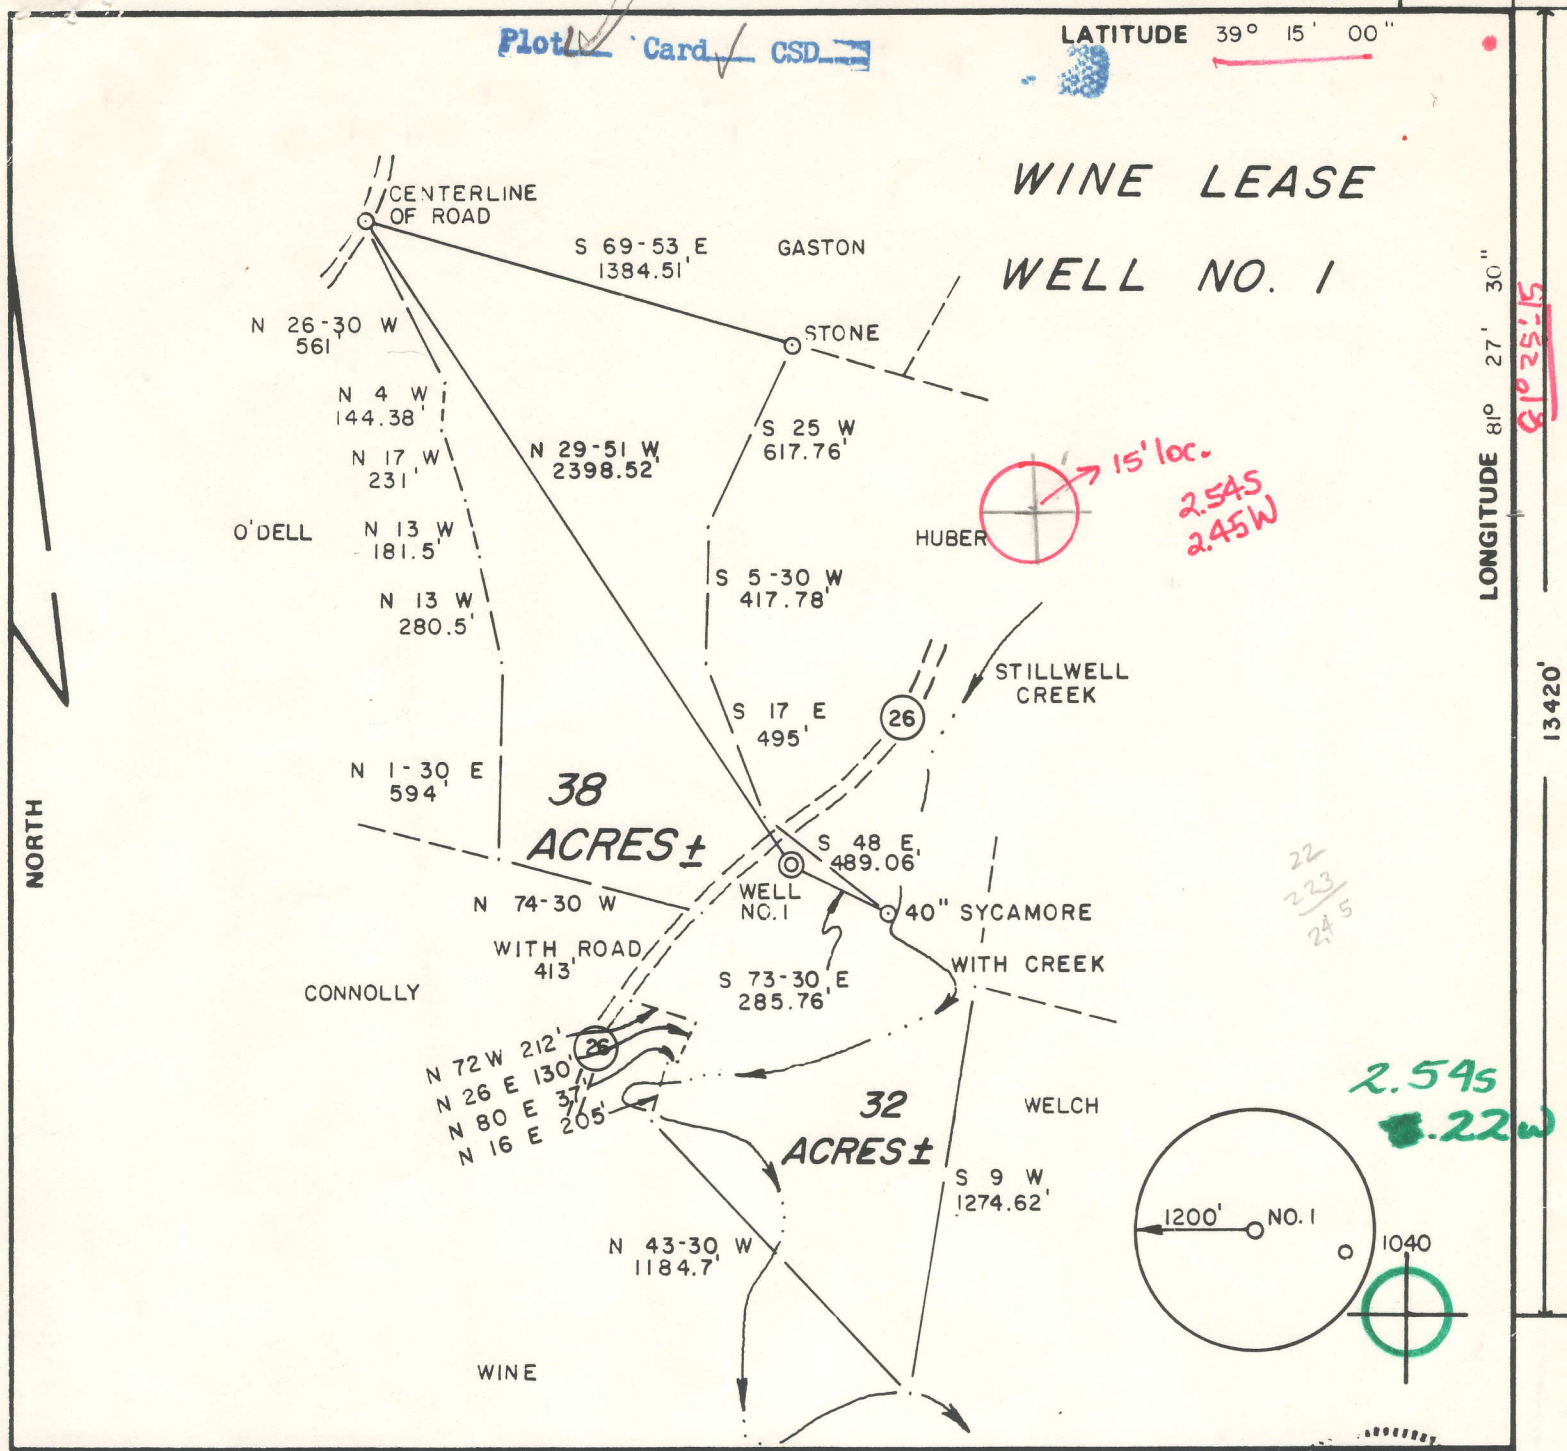 Plot Card CSD
LATITUDE 39° 15' 00"
WINE LEASE
WELL NO. 1
CENTERLINE
OF ROAD
S 69-53 E
1384.51'
GASTON
STONE
N 26-30 W
561'
N 4 W
144.38'
N 17 W
231'
N 29-51 W
2398.52'
S 25 W
617.76'
15' loc.
2.54S
2.45W
LONGITUDE 81° 27' 30"
81° 25'-15
O'DELL
N 13 W
181.5'
HUBER
N 13 W
280.5'
S 5-30 W
417.78'
STILLWELL
CREEK
13420'
S 17 E
495'
26
N 1-30 E
594'
38
ACRES ±
NORTH
S 48 E
489.06'
WELL
NO. 1
40" SYCAMORE
N 74-30 W
WITH ROAD
413'
S 73-30 E
285.76'
WITH CREEK
22
223
245
CONNOLLY
26
N 72 W 212'
N 26 E 130'
N 80 E 37'
N 16 E 205'
32
ACRES ±
WELCH
2.54s
.22w
S 9 W
1274.62'
1200'
NO. 1
1040
N 43-30 W
1184.7'
WINE